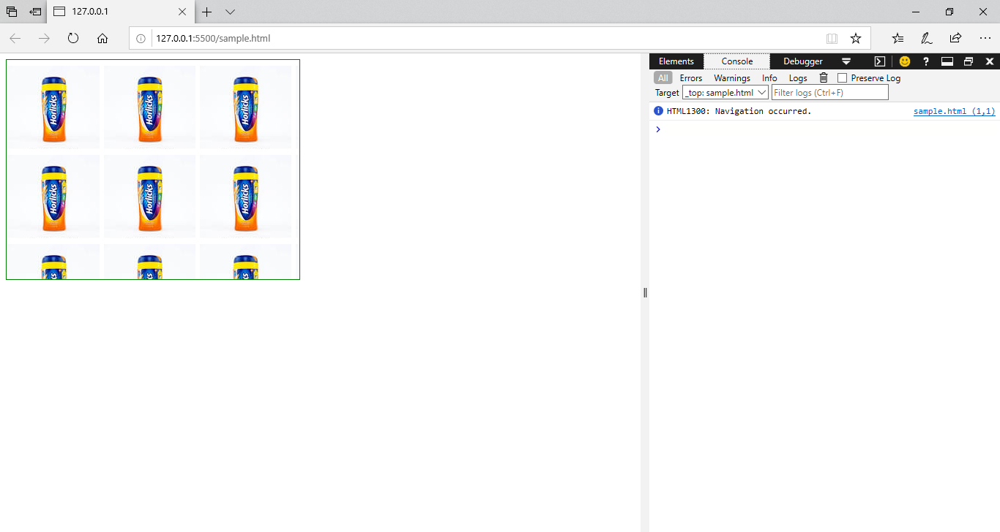 127.0.0.1
127.0.0.1:5500/sample.html
Elements Console Debugger ?
All Errors Warnings Info Logs Preserve Log
Target _top: sample.html Filter logs (Ctrl+F)
HTML1300: Navigation occurred. sample.html (1,1)
>
Horlicks Horlicks Horlicks
Horlicks Horlicks Horlicks